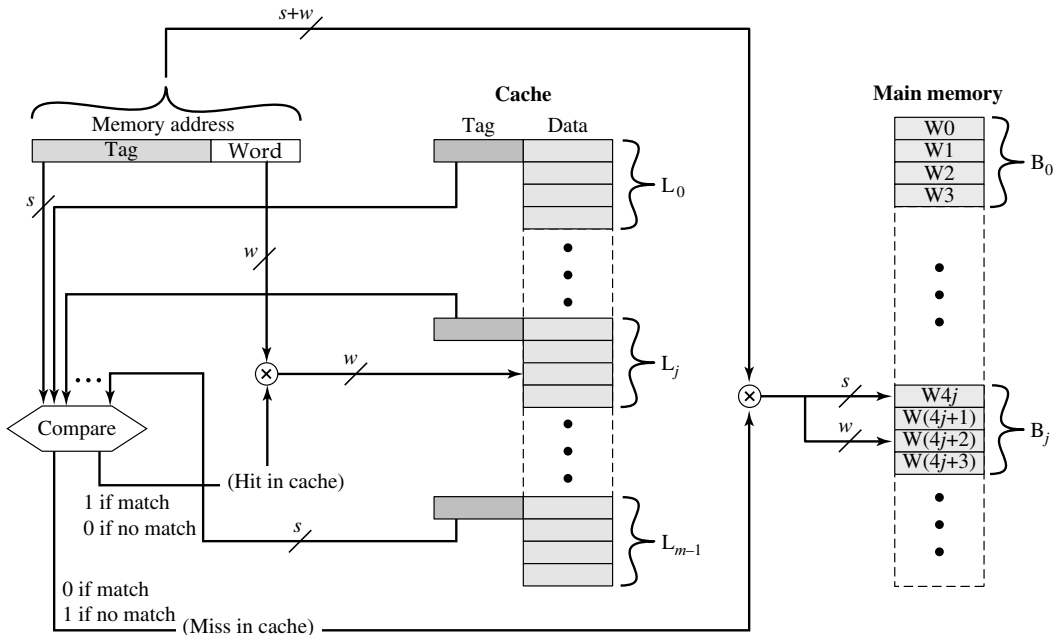 s+w
Cache
Main memory
Memory address
Tag Data
Tag Word
W0
W1
W2
W3
B0
L0
s
w
w
Lj
s
w
W4j
W(4j+1)
W(4j+2)
W(4j+3)
Bj
Compare
(Hit in cache)
1 if match
0 if no match
s
Lm–1
0 if match
1 if no match
(Miss in cache)